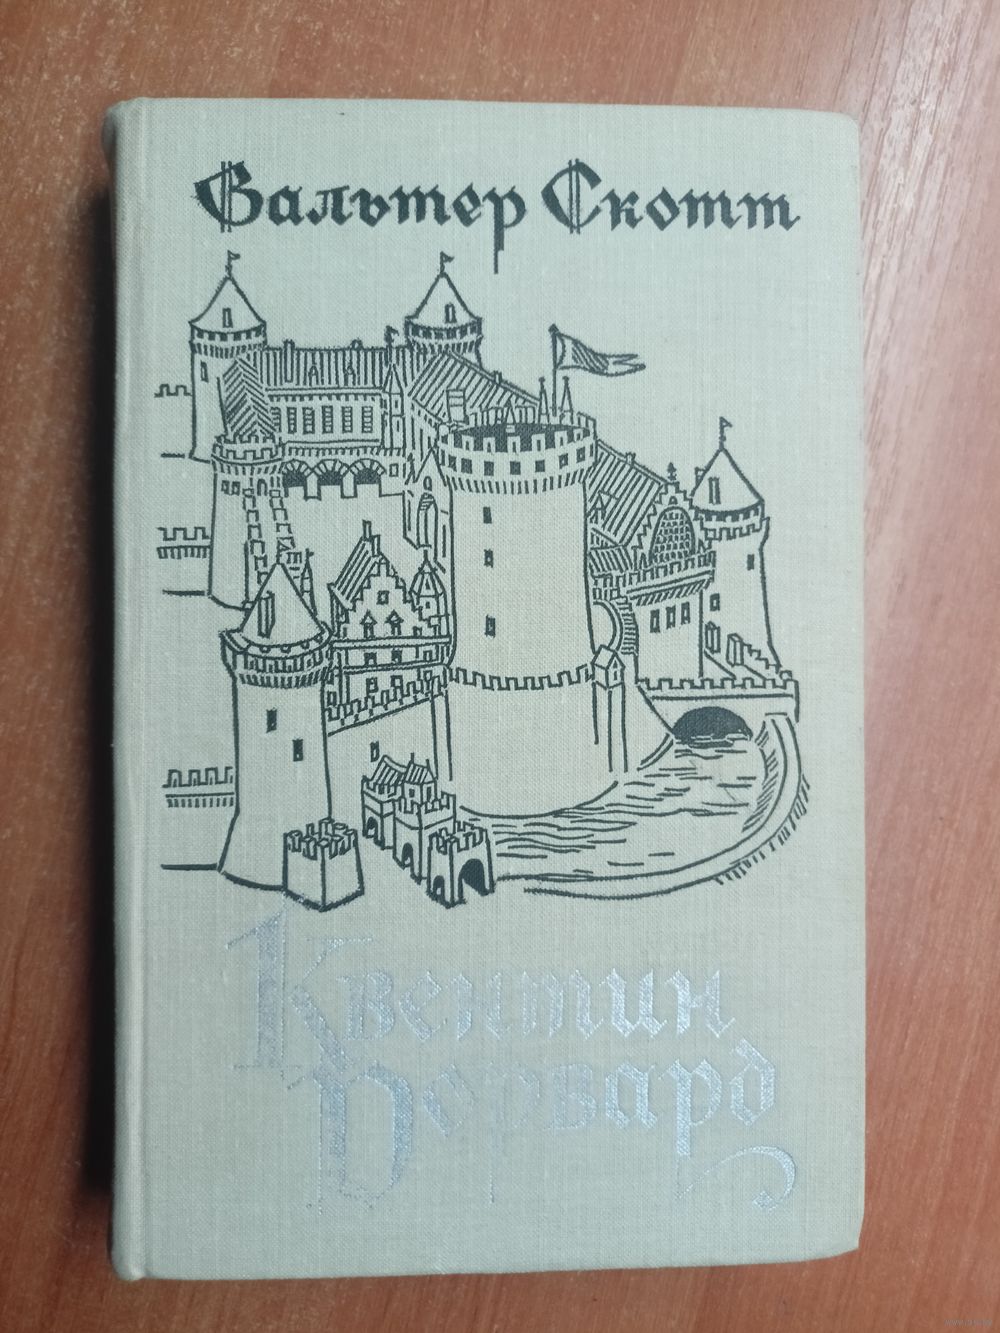 Вальтер Скотт
Квентин
Дорвард